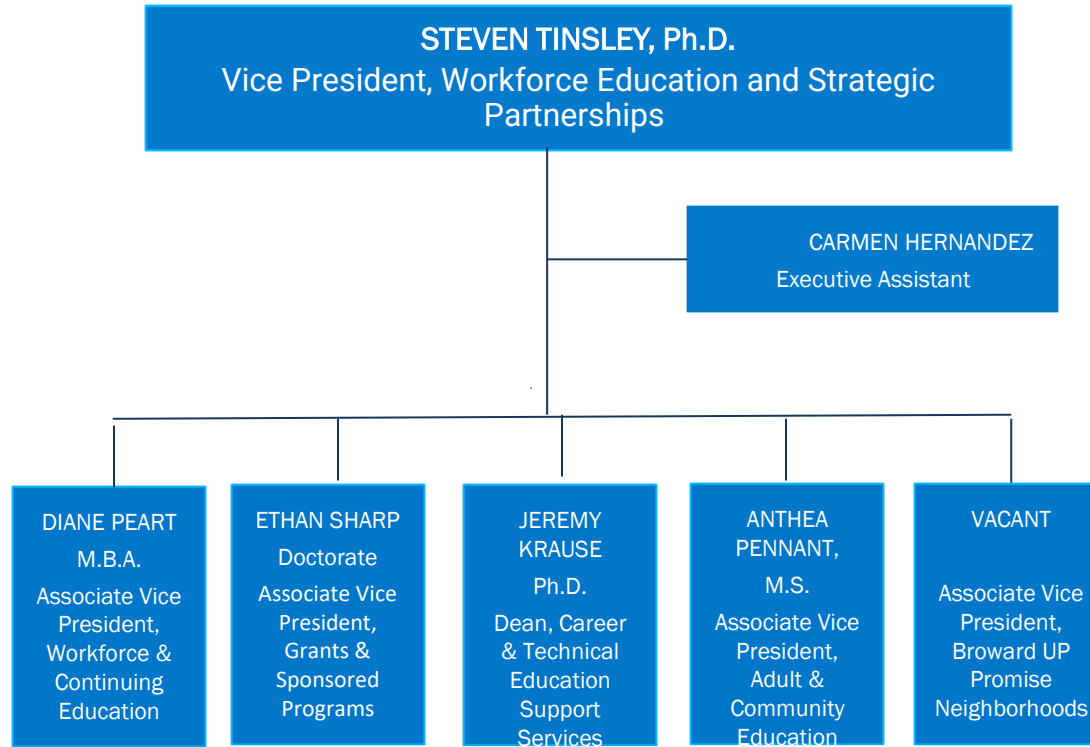 STEVEN TINSLEY, Ph.D.
Vice President, Workforce Education and Strategic
Partnerships
CARMEN HERNANDEZ
Executive Assistant
DIANE PEART
M.B.A.
Associate Vice
President,
Workforce &
Continuing
Education
ETHAN SHARP
Doctorate
Associate Vice
President,
Grants &
Sponsored
Programs
JEREMY
KRAUSE
Ph.D.
Dean, Career
& Technical
Education
Support
Services
ANTHEA
PENNANT,
M.S.
Associate Vice
President,
Adult &
Community
Education
VACANT
Associate Vice
President,
Broward UP
Promise
Neighborhoods